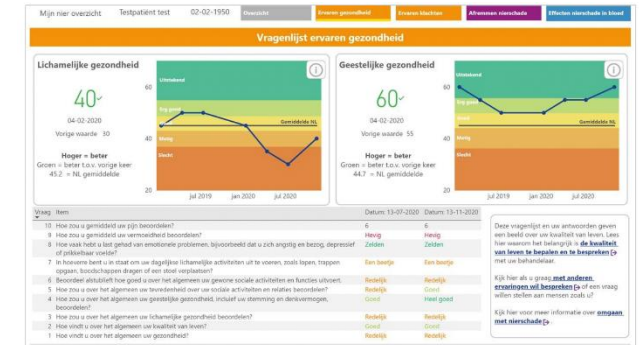 Mijn nier overzicht
Testpatiënt test
02-02-1950
Overzicht
Ervaren gezondheid
Ervaren klachten
Afremmen nierschade
Effecten nierschade in bloed
Vragenlijst ervaren gezondheid
Lichamelijke gezondheid
40
04-02-2020
Vorige waarde 30
Hoger = beter
Groen = beter t.o.v. vorige keer
45.2 = NL gemiddelde
60
40
20
Uitstekend
Erg goed
Gemiddelde NL
Matig
Slecht
jul 2019
jan 2020
jul 2020
Geestelijke gezondheid
60
04-02-2020
Vorige waarde 55
Hoger = beter
Groen = beter t.o.v. vorige keer
44.7 = NL gemiddelde
60
40
20
Uitstekend
Erg goed
Gemiddelde NL
Matig
Slecht
jul 2019
jan 2020
jul 2020
Vraag Item Datum: 13-07-2020 Datum: 13-11-2020
10 Hoe zou u gemiddeld uw pijn beoordelen? 6 6
9 Hoe zou u gemiddeld uw vermoeidheid beoordelen? Hevig Hevig
8 Hoe vaak hebt u last gehad van emotionele problemen, bijvoorbeeld dat u zich angstig en bezorg, depressief Zelden Zelden
of prikkelbaar voelde?
7 In hoeverre bent u in staat om uw dagelijkse lichamelijke activiteiten uit te voeren, zoals lopen, trappen Een beetje Een beetje
opgaan, boodschappen dragen of een stoel verplaatsen?
6 Beoordeel alstublieft hoe goed u over het algemeen uw gewone sociale activiteiten en functies uitvoert. Redelijk Redelijk
5 Hoe zou u over het algemeen uw tevredenheid over uw sociale activiteiten en relaties beoordelen? Redelijk Goed
4 Hoe zou u over het algemeen uw geestelijke gezondheid, inclusief uw stemming en denkvermogen, Goed Heel goed
beoordelen?
3 Hoe zou u over het algemeen uw lichamelijke gezondheid beoordelen? Redelijk Redelijk
2 Hoe vindt u over het algemeen uw kwaliteit van leven? Goed Goed
1 Hoe vindt u over het algemeen uw gezondheid? Redelijk Redelijk
Deze vragenlijst en uw antwoorden geven
een beeld over uw kwaliteit van leven. Lees
hier waarom het belangrijk is de kwaliteit
van leven te bepalen en te bespreken
met uw behandelaar.
Kijk hier als u graag met anderen
ervaringen wil bespreken of een vraag
willen stellen aan mensen zoals u?
Kijk hier voor meer informatie over omgaan
met nierschade.